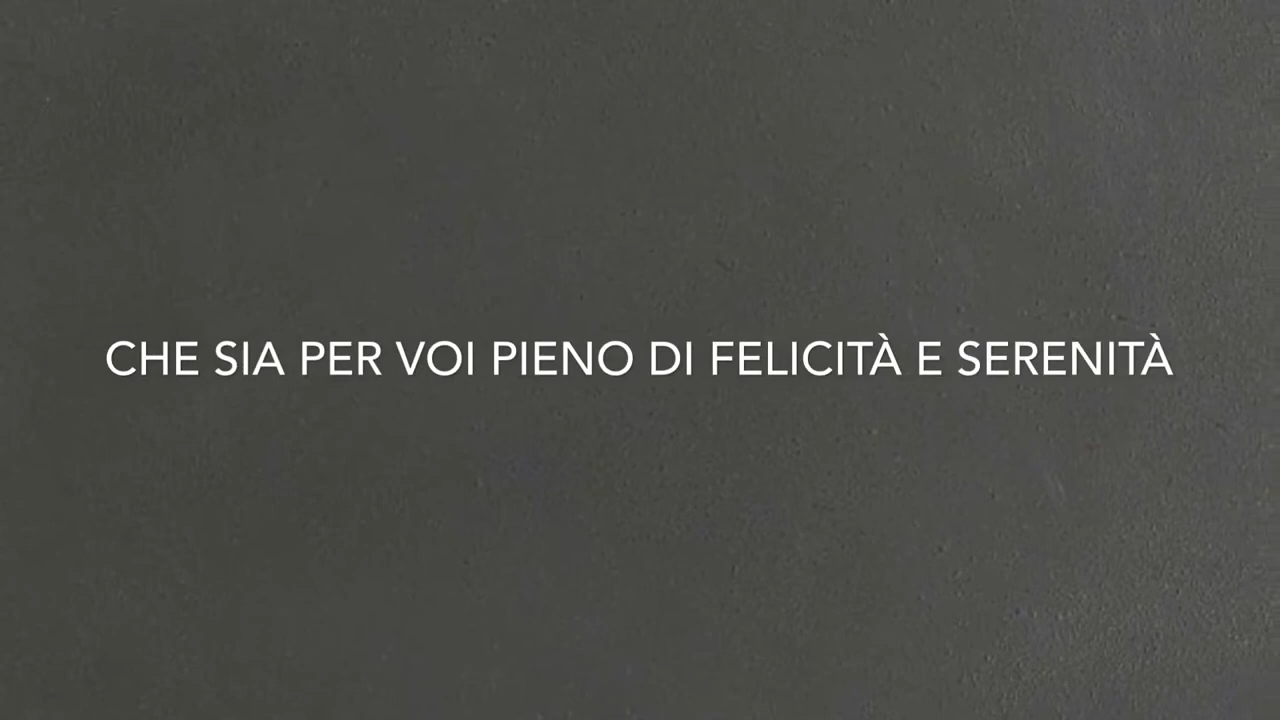 CHE SIA PER VOI PIENO DI FELICITÀ E SERENITÀ